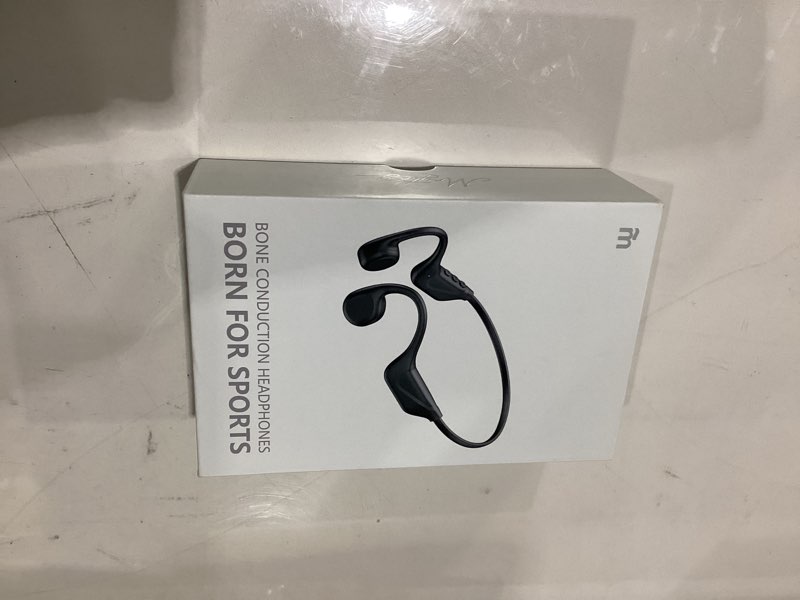 BONE CONDUCTION HEADPHONES
BORN FOR SPORTS